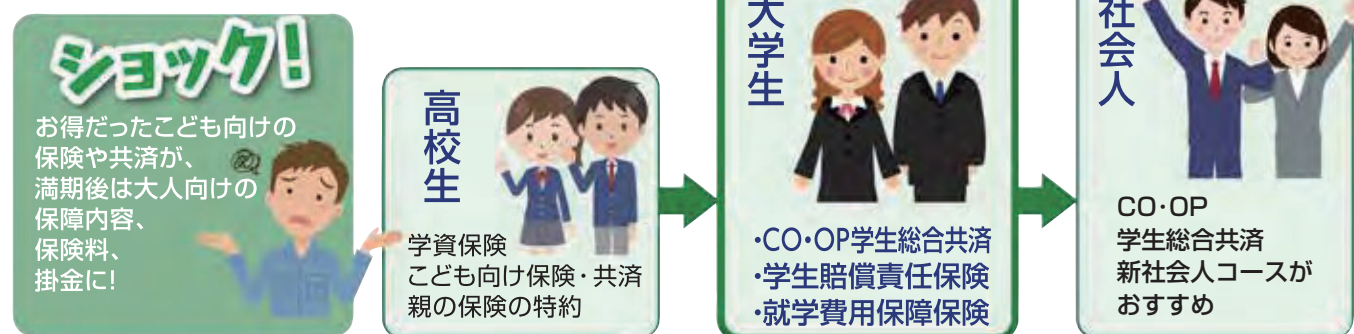 ショック!
お得だったこども向けの
保険や共済が、
満期後は大人向けの
保障内容、
保険料、
掛金に!
高校生
学資保険
こども向け保険・共済
親の保険の特約
大学生
・CO・OP学生総合共済
・学生賠償責任保険
・就学費用保障保険
社会人
CO・OP
学生総合共済
新社会人コースが
おすすめ